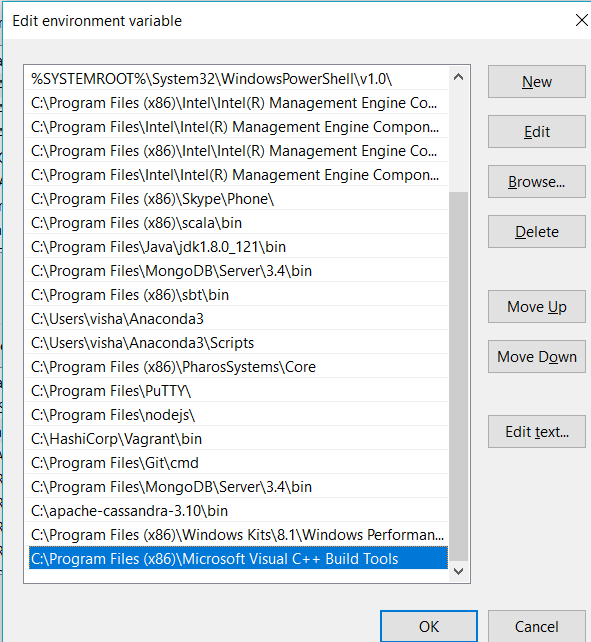 Edit environment variable
%SYSTEMROOT%\System32\WindowsPowerShell\v1.0\
C:\Program Files (x86)\Intel\Intel(R) Management Engine Co...
C:\Program Files\Intel\Intel(R) Management Engine Compon...
C:\Program Files (x86)\Intel\Intel(R) Management Engine Co...
C:\Program Files\Intel\Intel(R) Management Engine Compon...
C:\Program Files (x86)\Skype\Phone\
C:\Program Files (x86)\scala\bin
C:\Program Files\Java\jdk1.8.0_121\bin
C:\Program Files\MongoDB\Server\3.4\bin
C:\Program Files (x86)\sbt\bin
C:\Users\visha\Anaconda3
C:\Users\visha\Anaconda3\Scripts
C:\Program Files (x86)\PharosSystems\Core
C:\Program Files\PuTTY\
C:\Program Files\nodejs\
C:\HashiCorp\Vagrant\bin
C:\Program Files\Git\cmd
C:\Program Files\MongoDB\Server\3.4\bin
C:\apache-cassandra-3.10\bin
C:\Program Files (x86)\Windows Kits\8.1\Windows Performan...
C:\Program Files (x86)\Microsoft Visual C++ Build Tools
New
Edit
Browse...
Delete
Move Up
Move Down
Edit text...
OK
Cancel